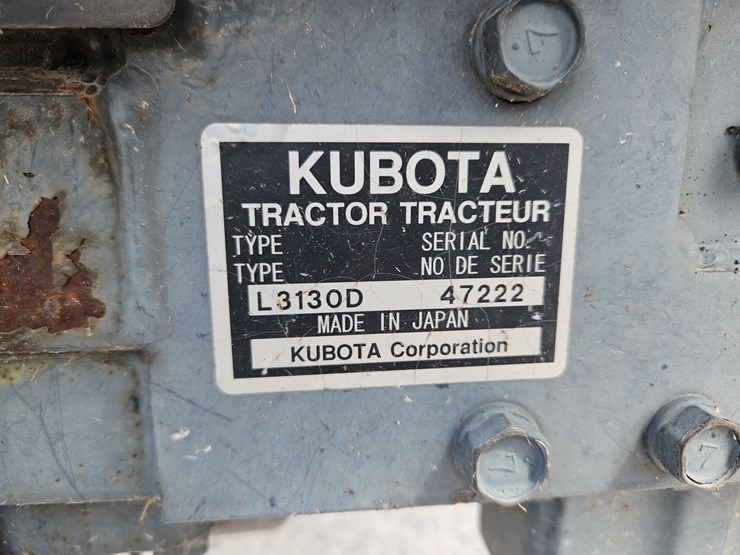 KUBOTA
TRACTOR TRACTEUR
TYPE SERIAL NO.
TYPE NO DE SERIE
L3130D 47222
MADE IN JAPAN
KUBOTA Corporation
7
7
7